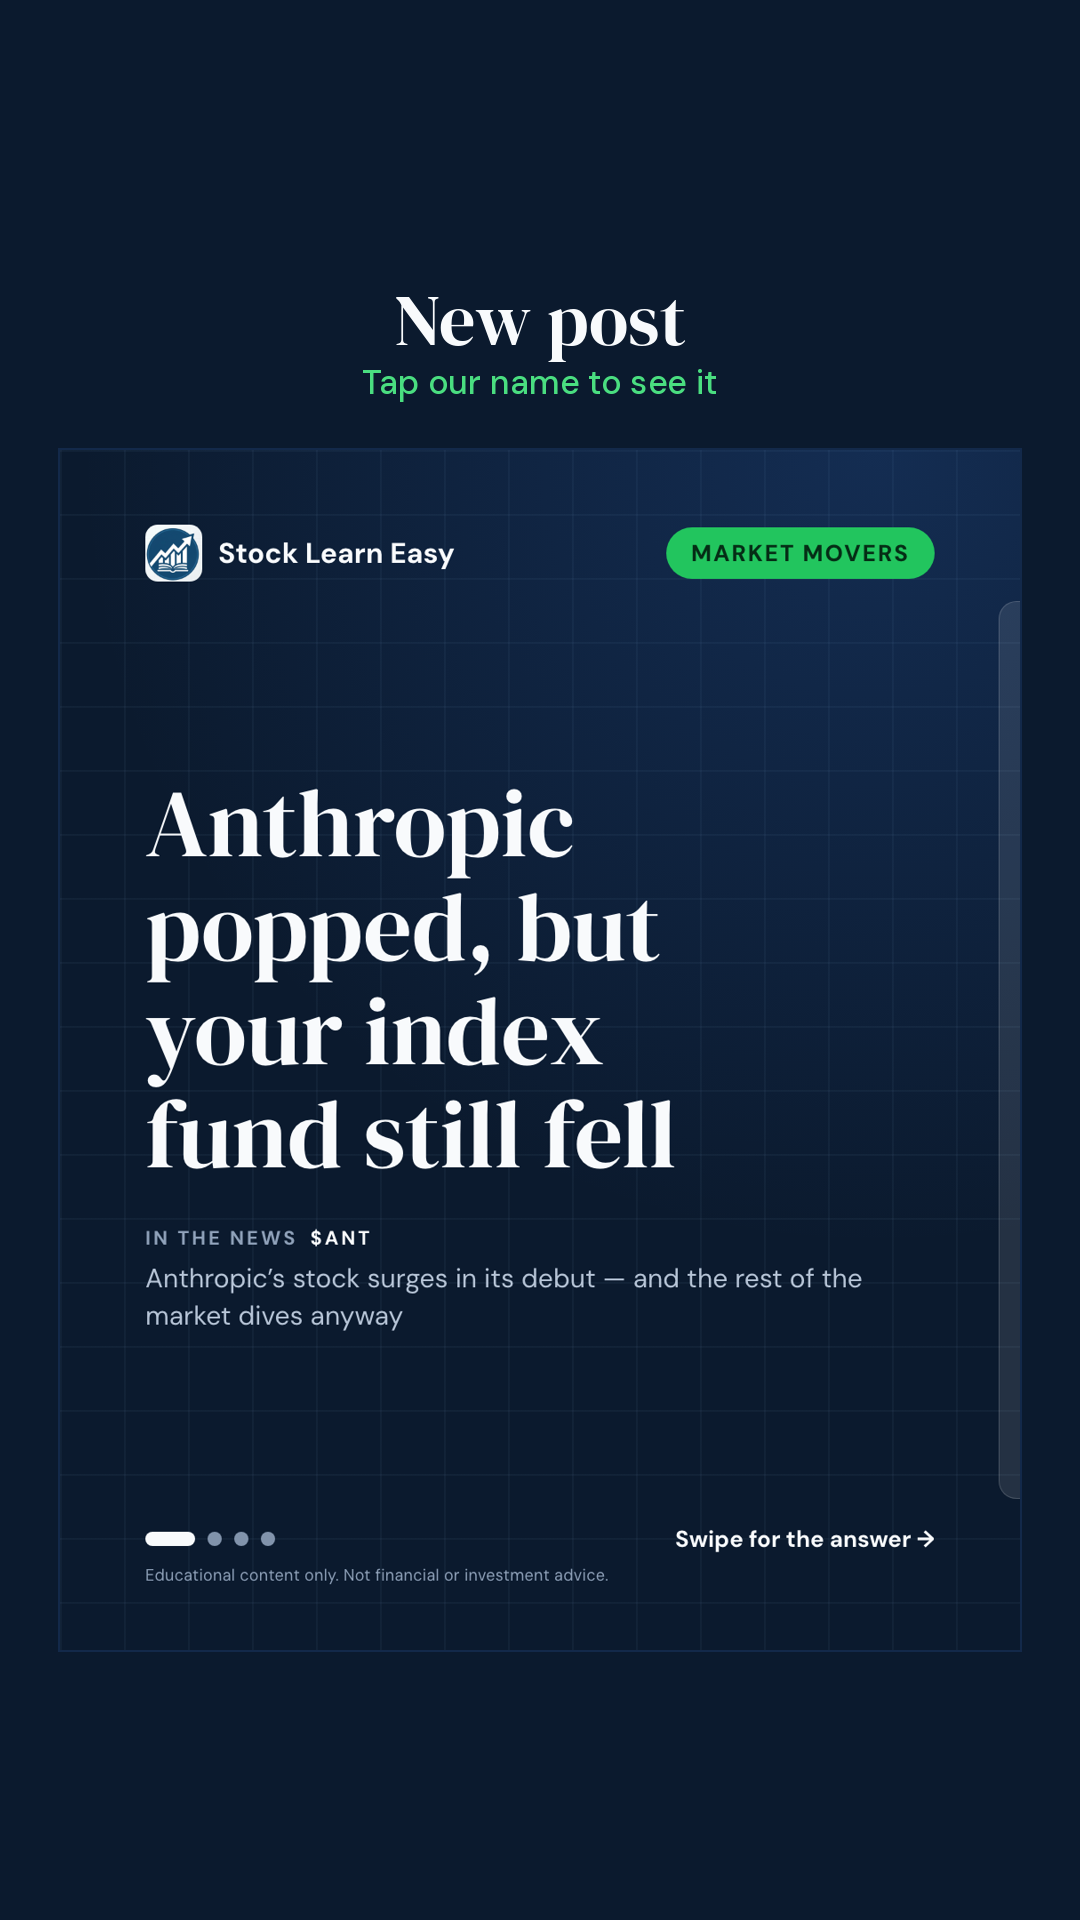 New post
Tap our name to see it
Stock Learn Easy
MARKET MOVERS
Anthropic
popped, but
your index
fund still fell
IN THE NEWS $ANT
Anthropic’s stock surges in its debut — and the rest of the
market dives anyway
Swipe for the answer →
Educational content only. Not financial or investment advice.